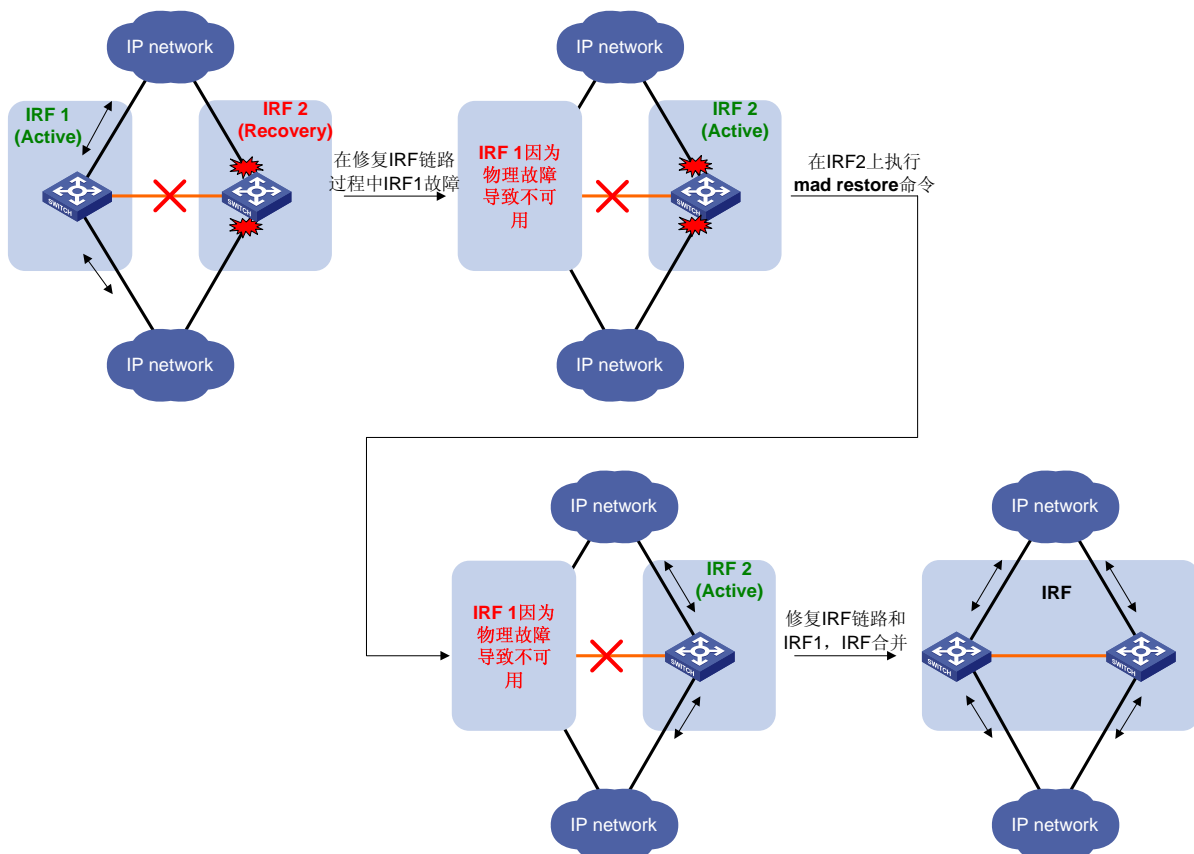 IP network
IRF 1
(Active)
IRF 2
(Recovery)
SWITCH
SWITCH
IP network
在修复IRF链路
过程中IRF1故障
IP network
IRF 1因为
物理故障
导致不可
用
IRF 2
(Active)
SWITCH
IP network
在IRF2上执行
mad restore命令
IP network
IRF 1因为
物理故障
导致不可
用
IRF 2
(Active)
SWITCH
IP network
修复IRF链路和
IRF1，IRF合并
IP network
IRF
SWITCH
SWITCH
IP network